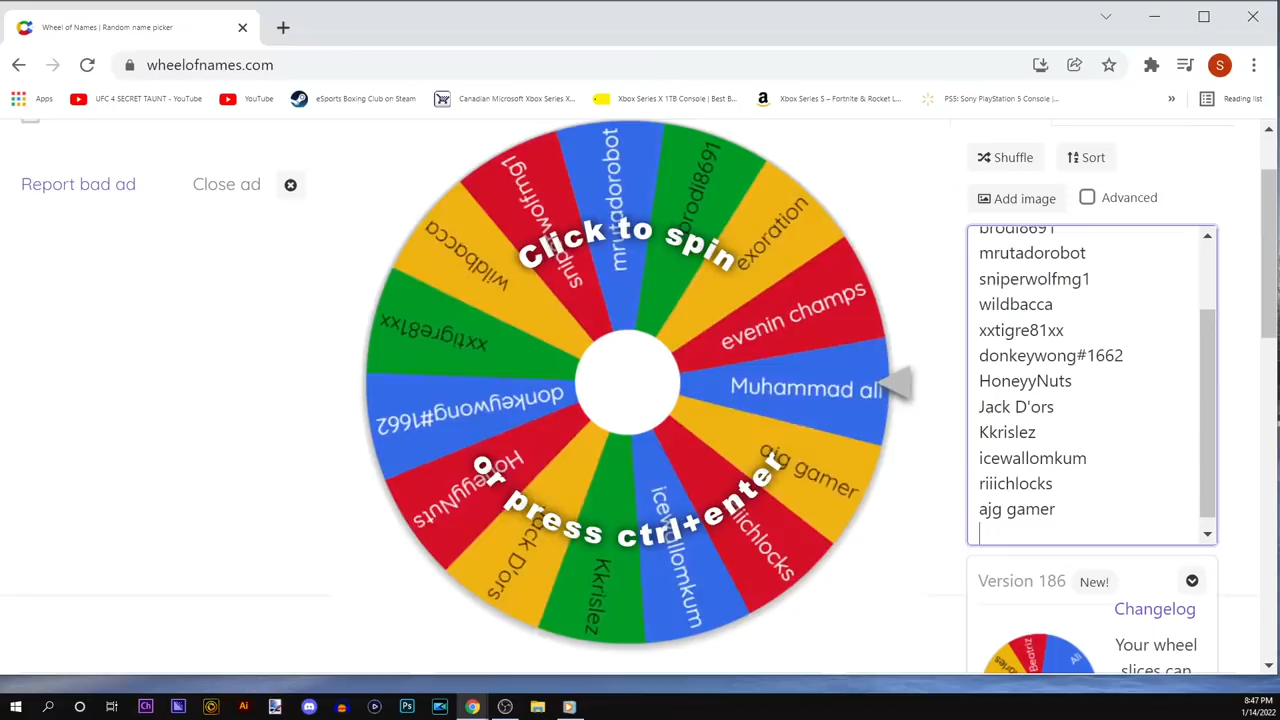 Wheel of Names | Random name picker
wheelofnames.com
S
Apps
UFC 4 SECRET TAUNT - YouTube
YouTube
eSports Boxing Club on Steam
Canadian Microsoft Xbox Series X...
Xbox Series X 1TB Console | Best B...
Xbox Series S – Fortnite & Rocket L...
PS5: Sony PlayStation 5 Console |...
»
Reading list
Report bad ad
Close ad
Click to spin
or press ctrl+enter
mrutadorobot
brodi8691
exoration
evenin champs
Muhammad ali
ajg gamer
riiichlocks
icewallomkum
Kkrislez
Jack D'ors
HoneyyNuts
donkeywong#1662
xxtigre81xx
wildbacca
sniperwolfmg1
Shuffle
Sort
Add image
Advanced
brodi8691
mrutadorobot
sniperwolfmg1
wildbacca
xxtigre81xx
donkeywong#1662
HoneyyNuts
Jack D'ors
Kkrislez
icewallomkum
riiichlocks
ajg gamer
Version 186
New!
Changelog
Your wheel
slices can
Beatriz
Ali
8:47 PM
1/14/2022